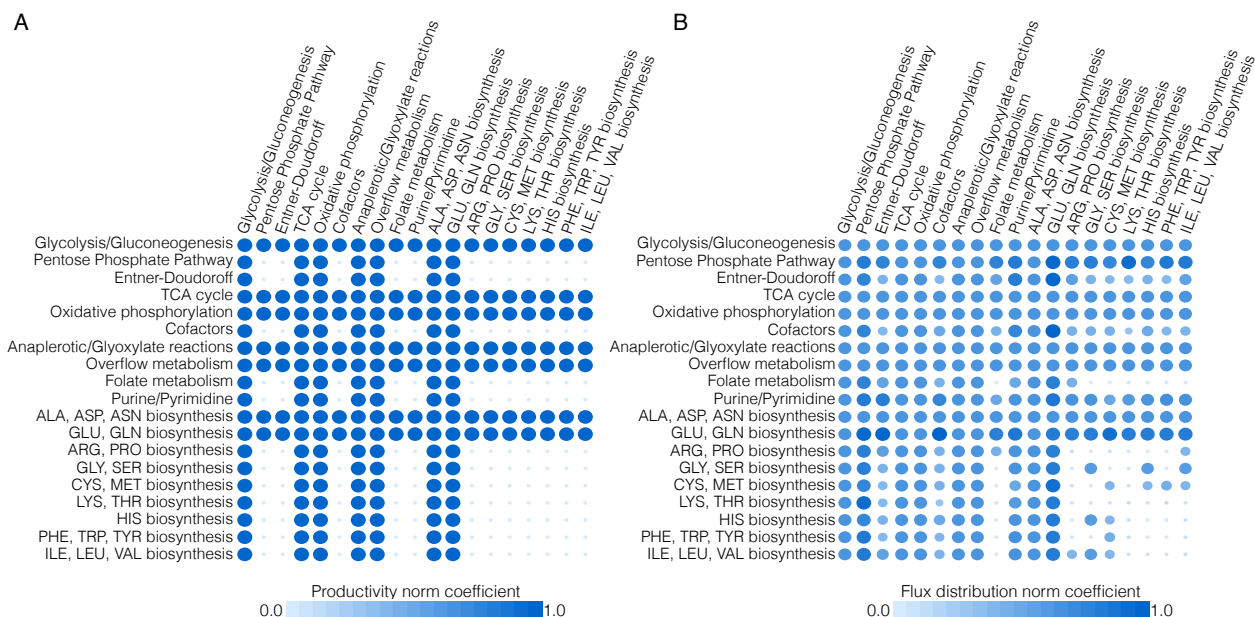 A
B
Glycolysis/Gluconeogenesis
Pentose Phosphate Pathway
Entner-Doudoroff
TCA cycle
Oxidative phosphorylation
Cofactors
Anaplerotic/Glyoxylate reactions
Overflow metabolism
Folate metabolism
Purine/Pyrimidine
ALA, ASP, ASN biosynthesis
GLU, GLN biosynthesis
ARG, PRO biosynthesis
GLY, SER biosynthesis
CYS, MET biosynthesis
LYS, THR biosynthesis
HIS biosynthesis
PHE, TRP, TYR biosynthesis
ILE, LEU, VAL biosynthesis
Glycolysis/Gluconeogenesis
Pentose Phosphate Pathway
Entner-Doudoroff
TCA cycle
Oxidative phosphorylation
Cofactors
Anaplerotic/Glyoxylate reactions
Overflow metabolism
Folate metabolism
Purine/Pyrimidine
ALA, ASP, ASN biosynthesis
GLU, GLN biosynthesis
ARG, PRO biosynthesis
GLY, SER biosynthesis
CYS, MET biosynthesis
LYS, THR biosynthesis
HIS biosynthesis
PHE, TRP, TYR biosynthesis
ILE, LEU, VAL biosynthesis
Productivity norm coefficient
0.0 1.0
Glycolysis/Gluconeogenesis
Pentose Phosphate Pathway
Entner-Doudoroff
TCA cycle
Oxidative phosphorylation
Cofactors
Anaplerotic/Glyoxylate reactions
Overflow metabolism
Folate metabolism
Purine/Pyrimidine
ALA, ASP, ASN biosynthesis
GLU, GLN biosynthesis
ARG, PRO biosynthesis
GLY, SER biosynthesis
CYS, MET biosynthesis
LYS, THR biosynthesis
HIS biosynthesis
PHE, TRP, TYR biosynthesis
ILE, LEU, VAL biosynthesis
Glycolysis/Gluconeogenesis
Pentose Phosphate Pathway
Entner-Doudoroff
TCA cycle
Oxidative phosphorylation
Cofactors
Anaplerotic/Glyoxylate reactions
Overflow metabolism
Folate metabolism
Purine/Pyrimidine
ALA, ASP, ASN biosynthesis
GLU, GLN biosynthesis
ARG, PRO biosynthesis
GLY, SER biosynthesis
CYS, MET biosynthesis
LYS, THR biosynthesis
HIS biosynthesis
PHE, TRP, TYR biosynthesis
ILE, LEU, VAL biosynthesis
Flux distribution norm coefficient
0.0 1.0